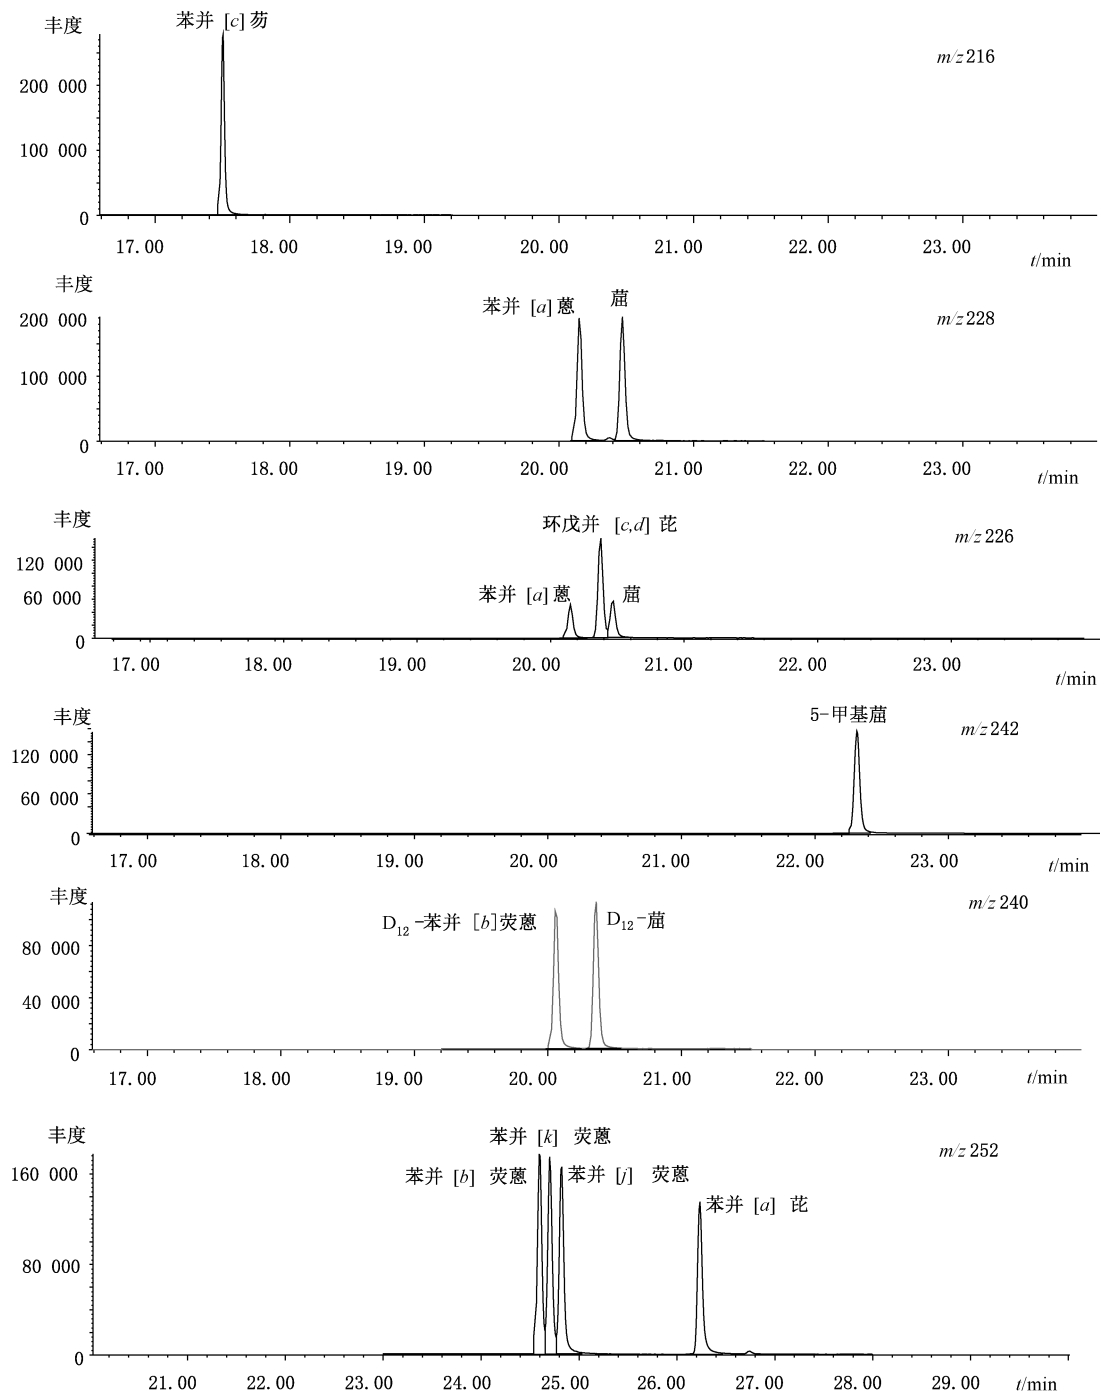 丰度
苯并 [c]芴
m/z 216
200 000
100 000
0
17.00 18.00 19.00 20.00 21.00 22.00 23.00
t/min
丰度
苯并 [a]蒽
䓛
m/z 228
200 000
100 000
0
17.00 18.00 19.00 20.00 21.00 22.00 23.00
t/min
丰度
环戊并 [c,d] 芘
m/z 226
120 000
60 000
苯并 [a]蒽
䓛
0
17.00 18.00 19.00 20.00 21.00 22.00 23.00
t/min
丰度
5-甲基䓛
m/z 242
120 000
60 000
0
17.00 18.00 19.00 20.00 21.00 22.00 23.00
t/min
丰度
D12-苯并 [b]荧蒽
D12-䓛
m/z 240
80 000
40 000
0
17.00 18.00 19.00 20.00 21.00 22.00 23.00
t/min
丰度
苯并 [k] 荧蒽
m/z 252
160 000
苯并 [b] 荧蒽
苯并 [j] 荧蒽
苯并 [a] 芘
80 000
0
21.00 22.00 23.00 24.00 25.00 26.00 27.00 28.00 29.00
t/min